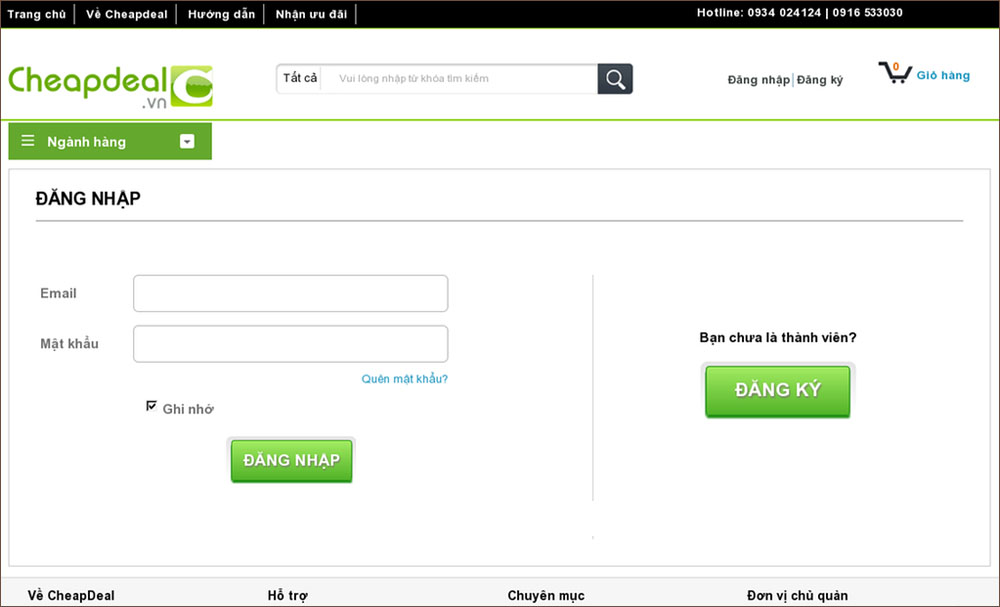 Trang chủ Về Cheapdeal Hướng dẫn Nhận ưu đãi Hotline: 0934 024124 | 0916 533030
Cheapdeal
.vn
Tất cả Vui lòng nhập từ khóa tìm kiếm
Đăng nhập Đăng ký
0
Giỏ hàng
Ngành hàng
ĐĂNG NHẬP
Email
Mật khẩu
Quên mật khẩu?
Ghi nhớ
ĐĂNG NHẬP
Bạn chưa là thành viên?
ĐĂNG KÝ
Về CheapDeal Hỗ trợ Chuyên mục Đơn vị chủ quản